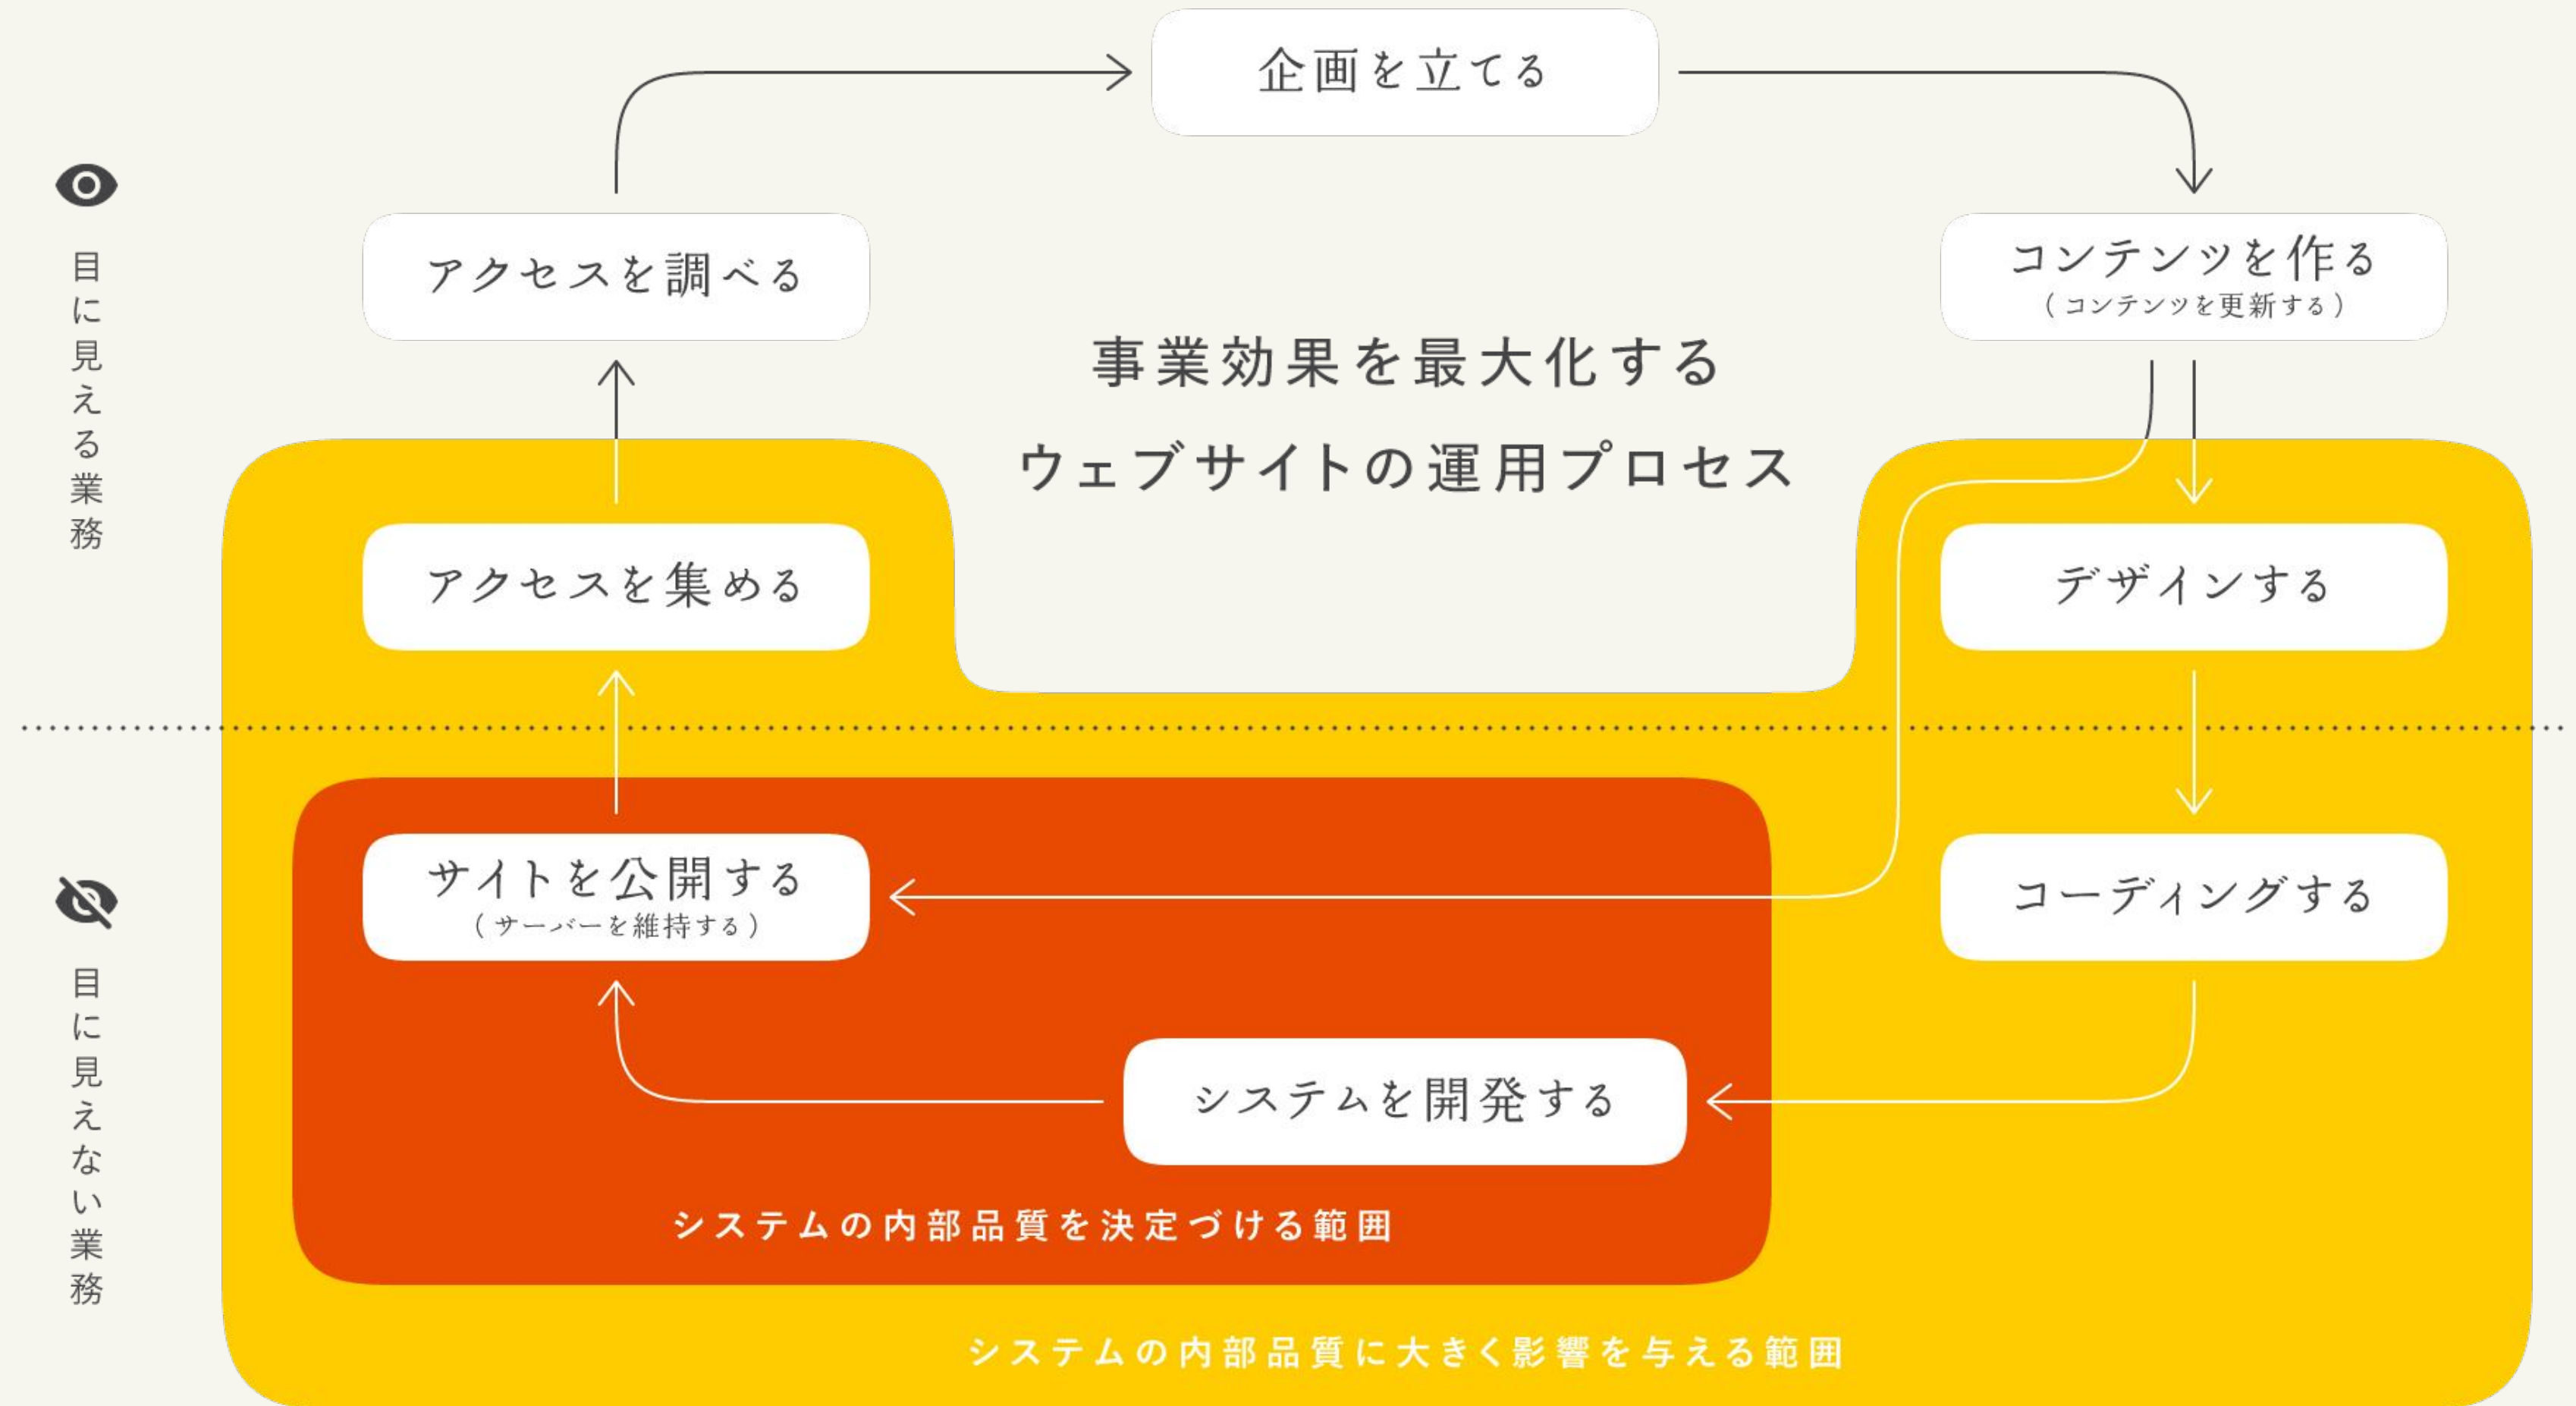 企画を立てる
目に見える業務
アクセスを調べる
コンテンツを作る
（コンテンツを更新する）
事業効果を最大化する
ウェブサイトの運用プロセス
アクセスを集める
デザインする
目に見えない業務
サイトを公開する
（サーバーを維持する）
コーディングする
システムを開発する
システムの内部品質を決定づける範囲
システムの内部品質に大きく影響を与える範囲